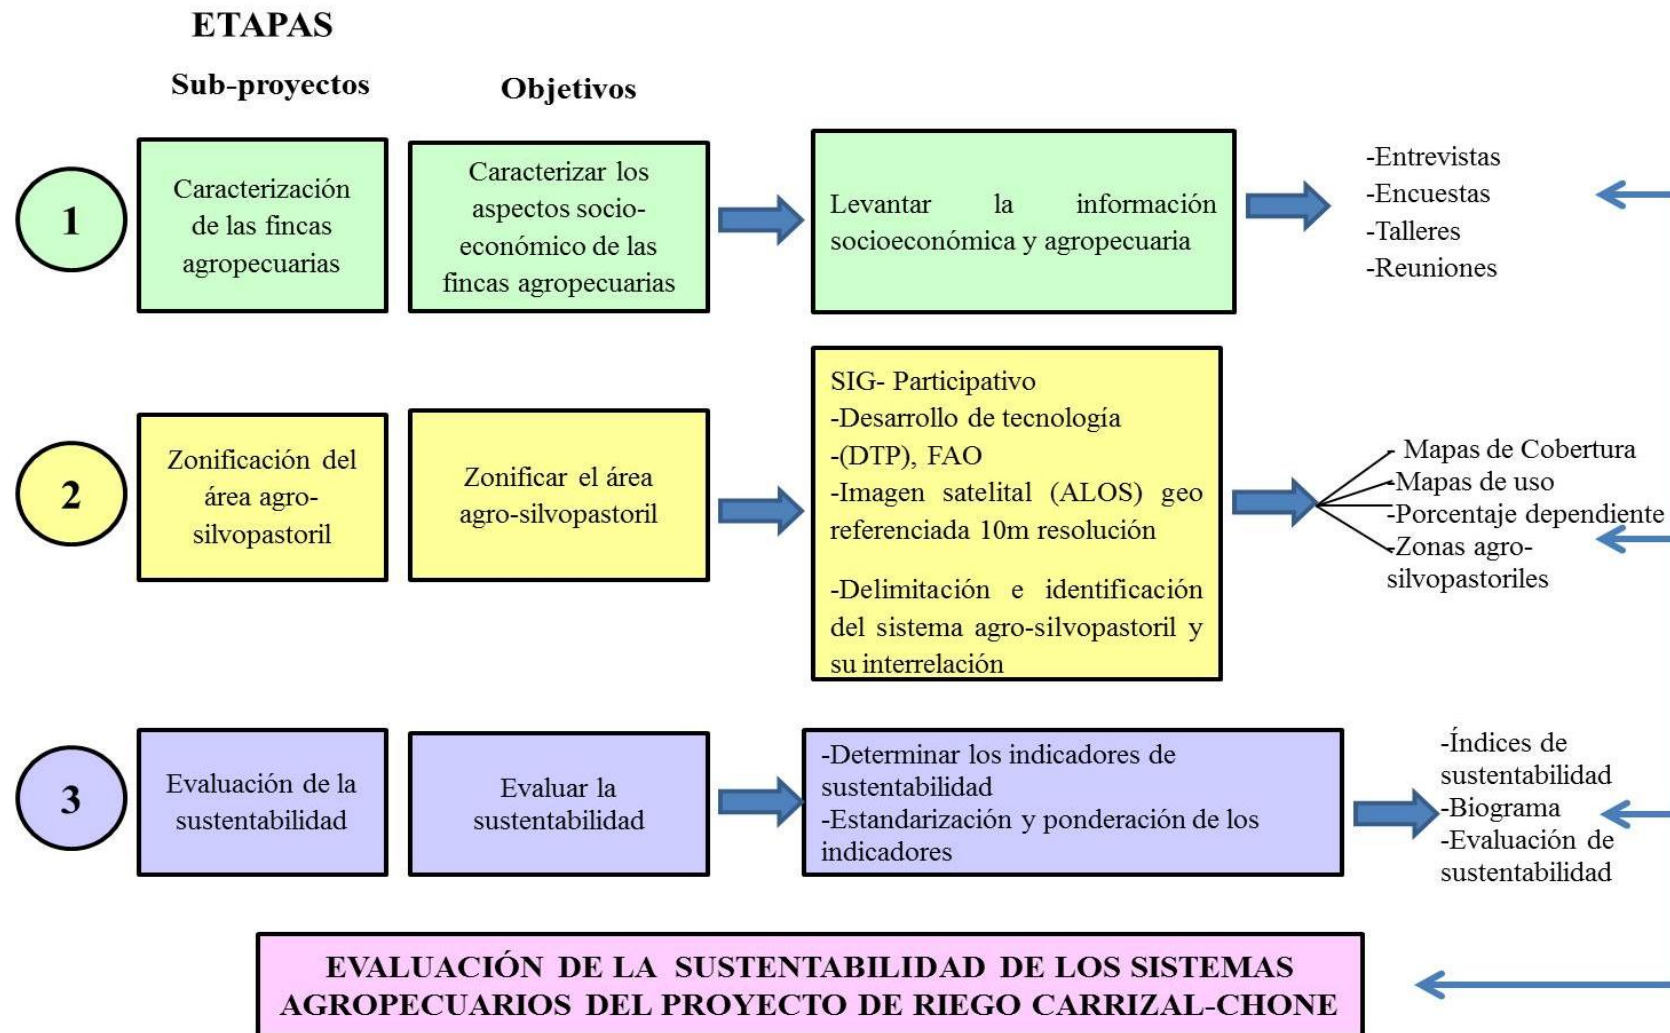 ETAPAS
Sub-proyectos
Objetivos
1
Caracterización
de las fincas
agropecuarias
Caracterizar los
aspectos socio-
económico de las
fincas agropecuarias
Levantar la información
socioeconómica y agropecuaria
-Entrevistas
-Encuestas
-Talleres
-Reuniones
2
Zonificación del
área agro-
silvopastoril
Zonificar el área
agro-silvopastoril
SIG- Participativo
-Desarrollo de tecnología
-(DTP), FAO
-Imagen satelital (ALOS) geo
referenciada 10m resolución
-Delimitación e identificación
del sistema agro-silvopastoril y
su interrelación
- Mapas de Cobertura
-Mapas de uso
-Porcentaje dependiente
-Zonas agro-
silvopastoriles
3
Evaluación de la
sustentabilidad
Evaluar la
sustentabilidad
-Determinar los indicadores de
sustentabilidad
-Estandarización y ponderación de los
indicadores
-Índices de
sustentabilidad
-Biograma
-Evaluación de
sustentabilidad
EVALUACIÓN DE LA SUSTENTABILIDAD DE LOS SISTEMAS
AGROPECUARIOS DEL PROYECTO DE RIEGO CARRIZAL-CHONE